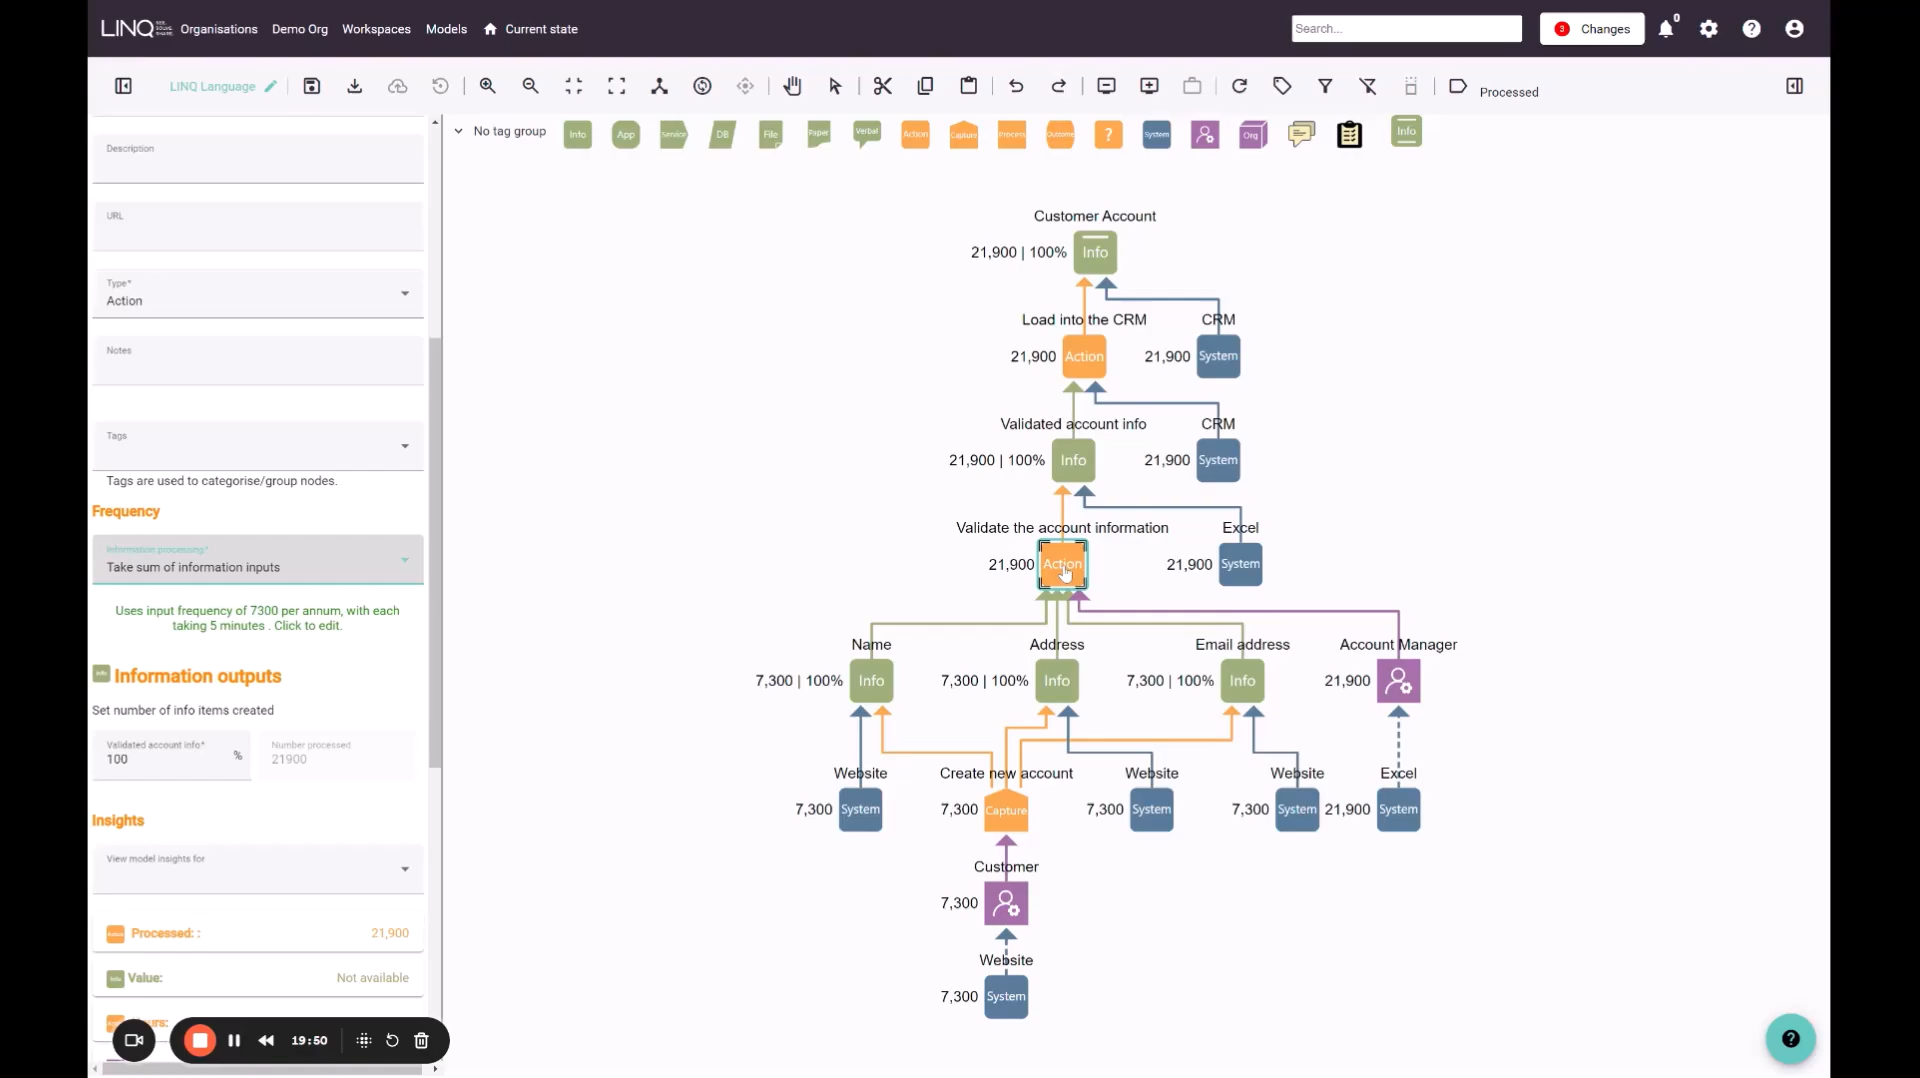 LINQ Organisations Demo Org Workspaces Models Current state Search... 3 Changes 0
LINQ Language Processed
No tag group Info App Service DB File Paper Verbal Action Capture Process Outcome ? System Org Info
Description
URL
Type*
Action
Notes
Tags
Tags are used to categorise/group nodes.
Frequency
Information processing*
Take sum of information inputs
Uses input frequency of 7300 per annum, with each
taking 5 minutes . Click to edit.
Information outputs
Set number of info items created
Validated account info*
100 %
Number processed
21900
Insights
View model insights for
Processed: : 21,900
Value: Not available
19:50
Customer Account
21,900 | 100% Info
Load into the CRM CRM
21,900 Action 21,900 System
Validated account info CRM
21,900 | 100% Info 21,900 System
Validate the account information Excel
21,900 Action 21,900 System
Name Address Email address Account Manager
7,300 | 100% Info 7,300 | 100% Info 7,300 | 100% Info 21,900
Website Create new account Website Website Excel
7,300 System 7,300 Capture 7,300 System 7,300 System 21,900 System
Customer
7,300
Website
7,300 System